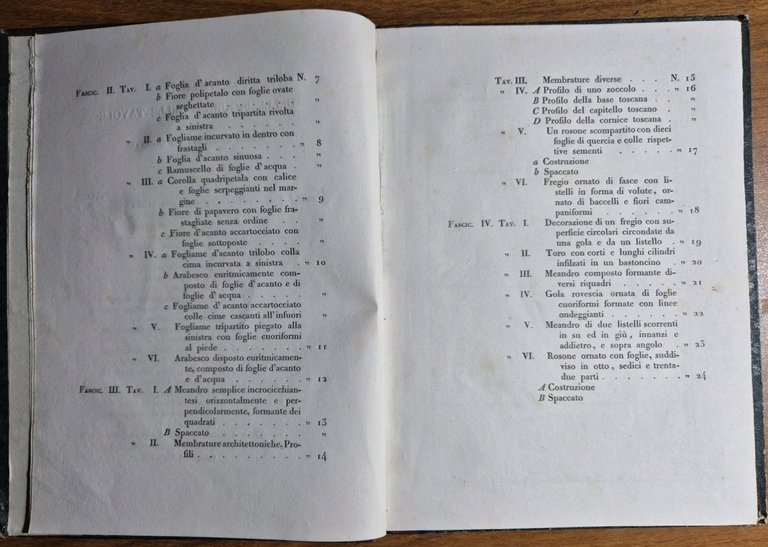 Fascic. II. Tav. I. a Foglia d' acanto diritta triloba N. 7
b Fiore polipetalo con foglie ovate
seghettate . . . . . . . . "
c Foglia d'acanto tripartita rivolta
a sinistra . . . . . . . . "
" II. a Fogliame incurvato in dentro con
frastagli . . . . . . . " 8
b Foglia d'acanto sinuosa . . . "
c Ramuscello di foglie d'acqua . "
" III. a Corolla quadripetala con calice
e foglie serpeggianti nel mar-
gine . . . . . . . . . " 9
b Fiore di papavero con foglie fra-
stagliate senza ordine . . . . "
c Fiore d'acanto accartocciato con
foglie sottoposte . . . . . "
" IV. a Fogliame d'acanto trilobo colla
cima incurvata a sinistra . . " 10
b Arabesco euritmicamente com-
posto di foglie d'acanto e di
foglie d' acqua . . . . . . "
c Fogliame d'acanto accartocciato
colle cime cascanti all'infuori "
" V. Fogliame tripartito piegato alla
sinistra con foglie cuoriformi
al piede . . . . . . . " 11
" VI. Arabesco disposto euritmicamen-
te, composto di foglie d'acanto
e d'acqua . . . . . . . " 12
Fascic. III. Tav. I. A Meandro semplice incrocicchian-
tesi orizzontalmente e per-
pendicolarmente, formante dei
quadrati . . . . . . . " 13
B Spaccato . . . . . . . . "
" II. Membrature architettoniche, Pro-
fili . . . . . . . . . " 14
Tav. III. Membrature diverse . . . N. 15
" IV. A Profilo di uno zoccolo . . . " 16
B Profilo della base toscana . . "
C Profilo del capitello toscano . "
D Profilo della cornice toscana . "
" V. Un rosone scompartito con dieci
foglie di quercia e colle rispet-
tive sementi . . . . . " 17
a Costruzione
b Spaccato
" VI. Fregio ornato di fasce con li-
stelli in forma di volute, or-
nato di baccelli e fiori cam-
paniformi . . . . . . . " 18
Fascic. IV. Tav. I. Decorazione di un fregio con su-
perficie circolari circondate da
una gola e da un listello . . " 19
" II. Toro con corti e lunghi cilindri
infilzati in un bastoncino . . " 20
" III. Meandro composto formante di-
versi riquadri . . . . . " 21
" IV. Gola rovescia ornata di foglie
cuoriformi formate con linee
ondeggianti . . . . . . " 22
" V. Meandro di due listelli scorrenti
in su ed in giù, innanzi e
addietro, e sopra angolo . . " 23
" VI. Rosone ornato con foglie, suddi-
viso in otto, sedici e trenta-
due parti . . . . . . . " 24
A Costruzione
B Spaccato